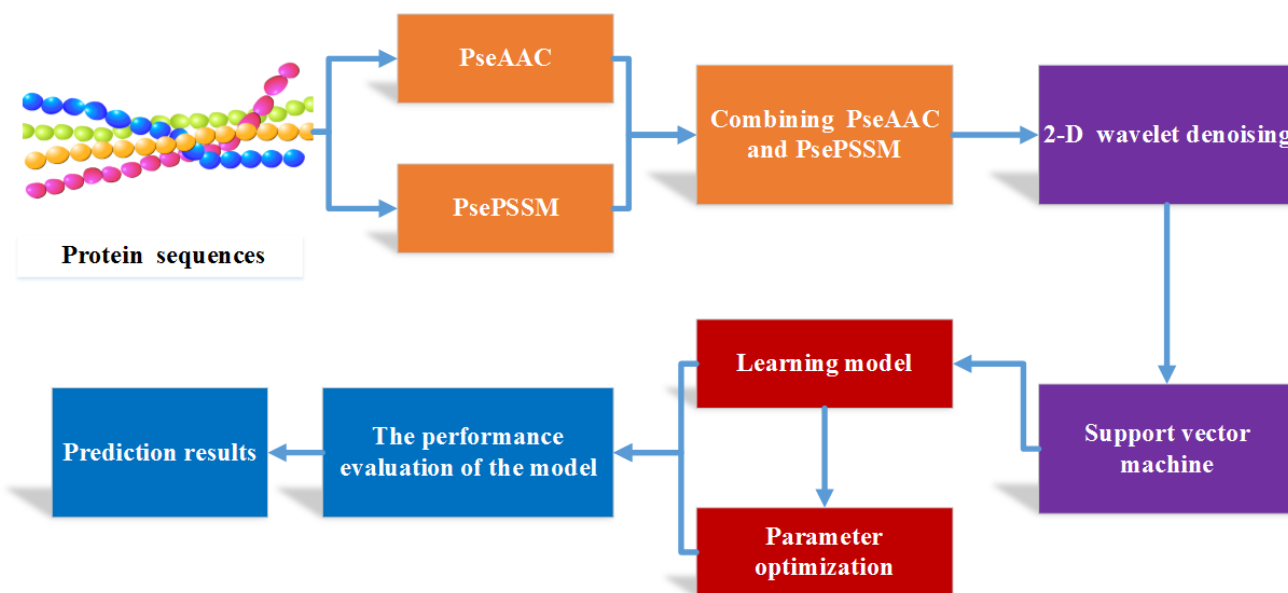 PseAAC
PsePSSM
Protein sequences
Combining PseAAC
and PsePSSM
2-D wavelet denoising
Support vector
machine
Learning model
Parameter
optimization
The performance
evaluation of the model
Prediction results